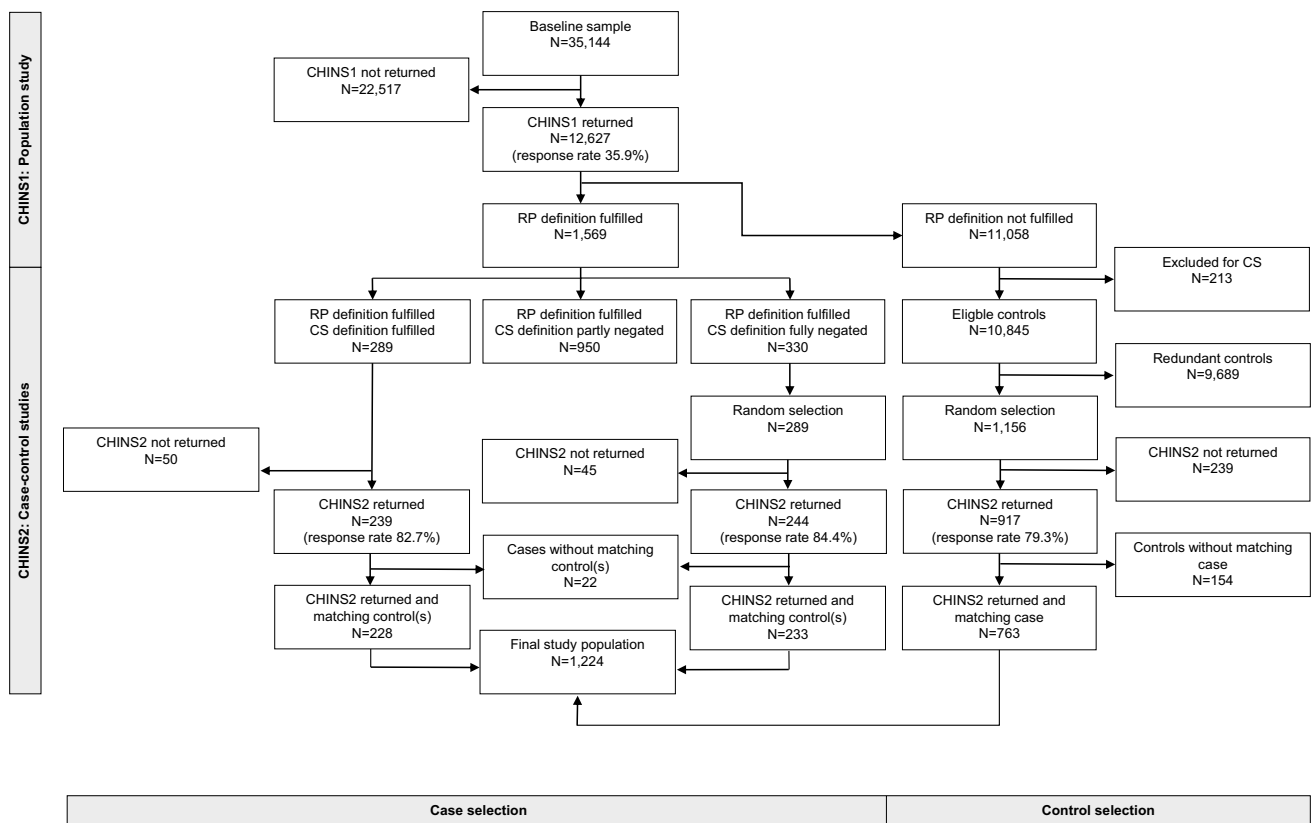 CHINS1: Population study
Baseline sample
N=35,144
CHINS1 not returned
N=22,517
CHINS1 returned
N=12,627
(response rate 35.9%)
RP definition fulfilled
N=1,569
RP definition not fulfilled
N=11,058
CHINS2: Case-control studies
Excluded for CS
N=213
RP definition fulfilled
CS definition fulfilled
N=289
RP definition fulfilled
CS definition partly negated
N=950
RP definition fulfilled
CS definition fully negated
N=330
Eligble controls
N=10,845
Redundant controls
N=9,689
Random selection
N=289
Random selection
N=1,156
CHINS2 not returned
N=50
CHINS2 not returned
N=45
CHINS2 not returned
N=239
CHINS2 returned
N=239
(response rate 82.7%)
CHINS2 returned
N=244
(response rate 84.4%)
CHINS2 returned
N=917
(response rate 79.3%)
Cases without matching
control(s)
N=22
Controls without matching
case
N=154
CHINS2 returned and
matching control(s)
N=228
CHINS2 returned and
matching control(s)
N=233
CHINS2 returned and
matching case
N=763
Final study population
N=1,224
Case selection
Control selection